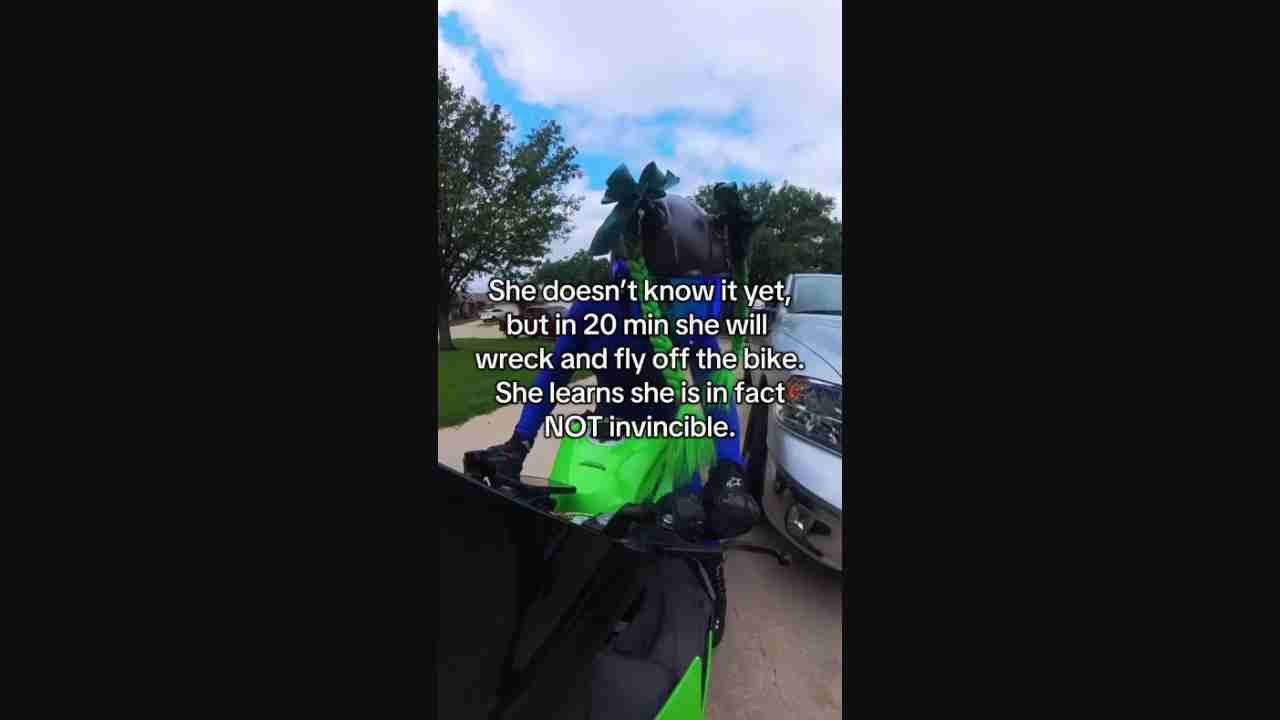 She doesn’t know it yet,
but in 20 min she will
wreck and fly off the bike.
She learns she is in fact
NOT invincible.